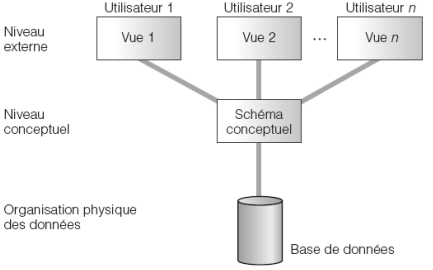 Utilisateur 1
Utilisateur 2
Utilisateur n
Niveau
externe
Vue 1
Vue 2
...
Vue n
Niveau
conceptuel
Schéma
conceptuel
Organisation physique
des données
Base de données